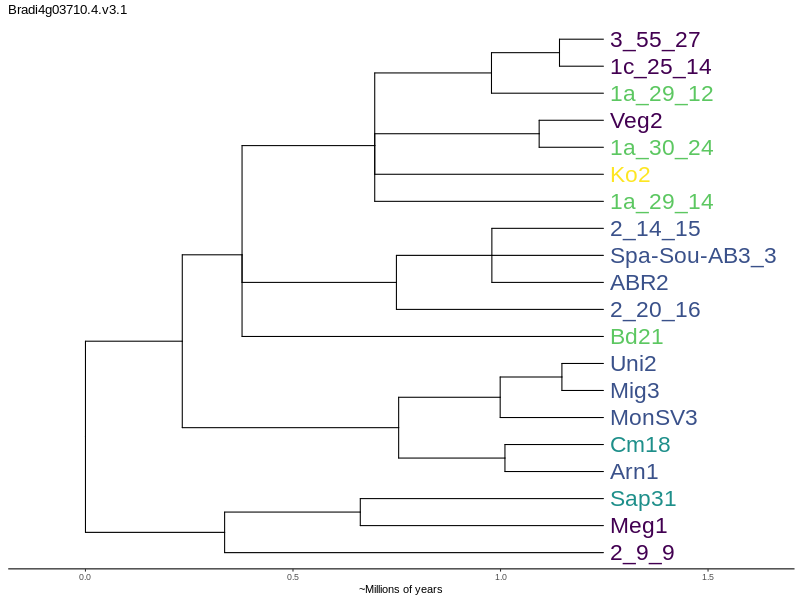 Bradi4g03710.4.v3.1
3_55_27
1c_25_14
1a_29_12
Veg2
1a_30_24
Ko2
1a_29_14
2_14_15
Spa-Sou-AB3_3
ABR2
2_20_16
Bd21
Uni2
Mig3
MonSV3
Cm18
Arn1
Sap31
Meg1
2_9_9
0.0 0.5 1.0 1.5
~Millions of years